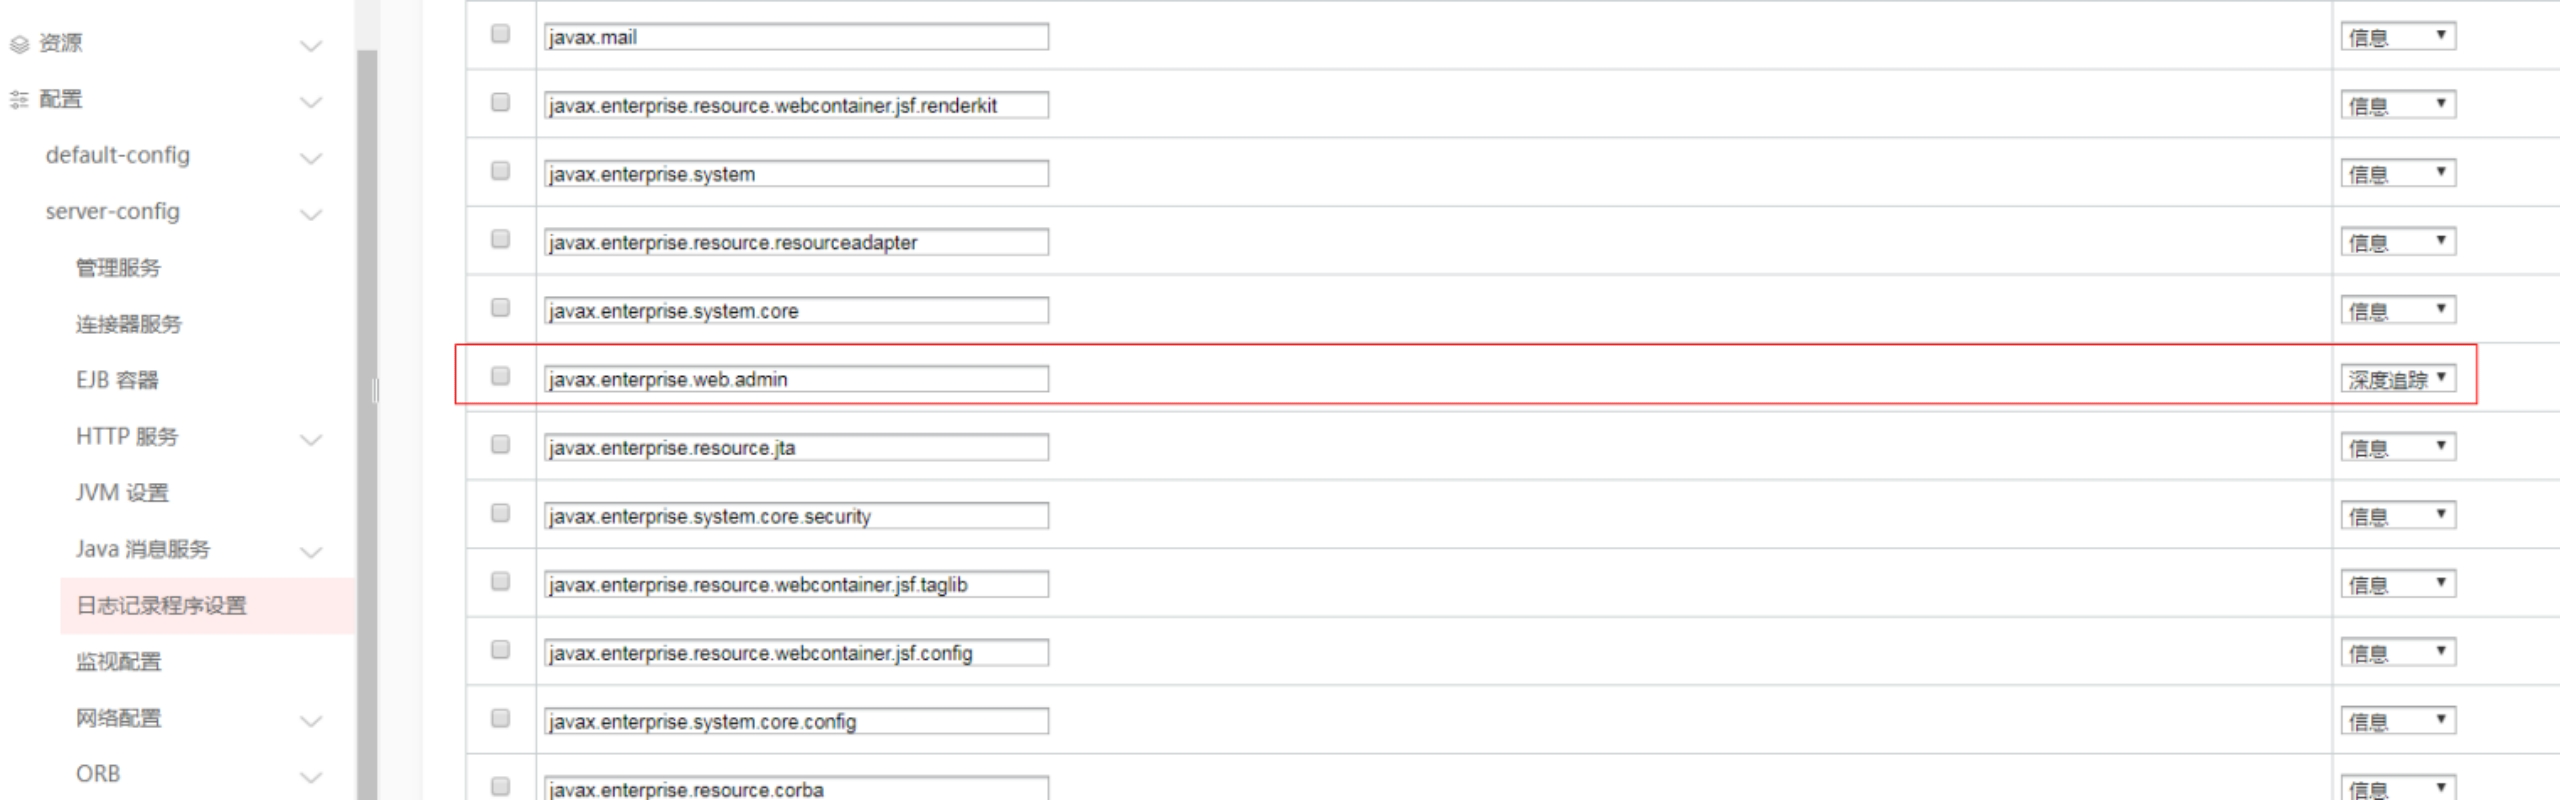 资源
配置
default-config
server-config
管理服务
连接器服务
EJB 容器
HTTP 服务
JVM 设置
Java 消息服务
日志记录程序设置
监视配置
网络配置
ORB
javax.mail 信息
javax.enterprise.resource.webcontainer.jsf.renderkit 信息
javax.enterprise.system 信息
javax.enterprise.resource.resourceadapter 信息
javax.enterprise.system.core 信息
javax.enterprise.web.admin 深度追踪
javax.enterprise.resource.jta 信息
javax.enterprise.system.core.security 信息
javax.enterprise.resource.webcontainer.jsf.taglib 信息
javax.enterprise.resource.webcontainer.jsf.config 信息
javax.enterprise.system.core.config 信息
javax.enterprise.resource.corba 信息